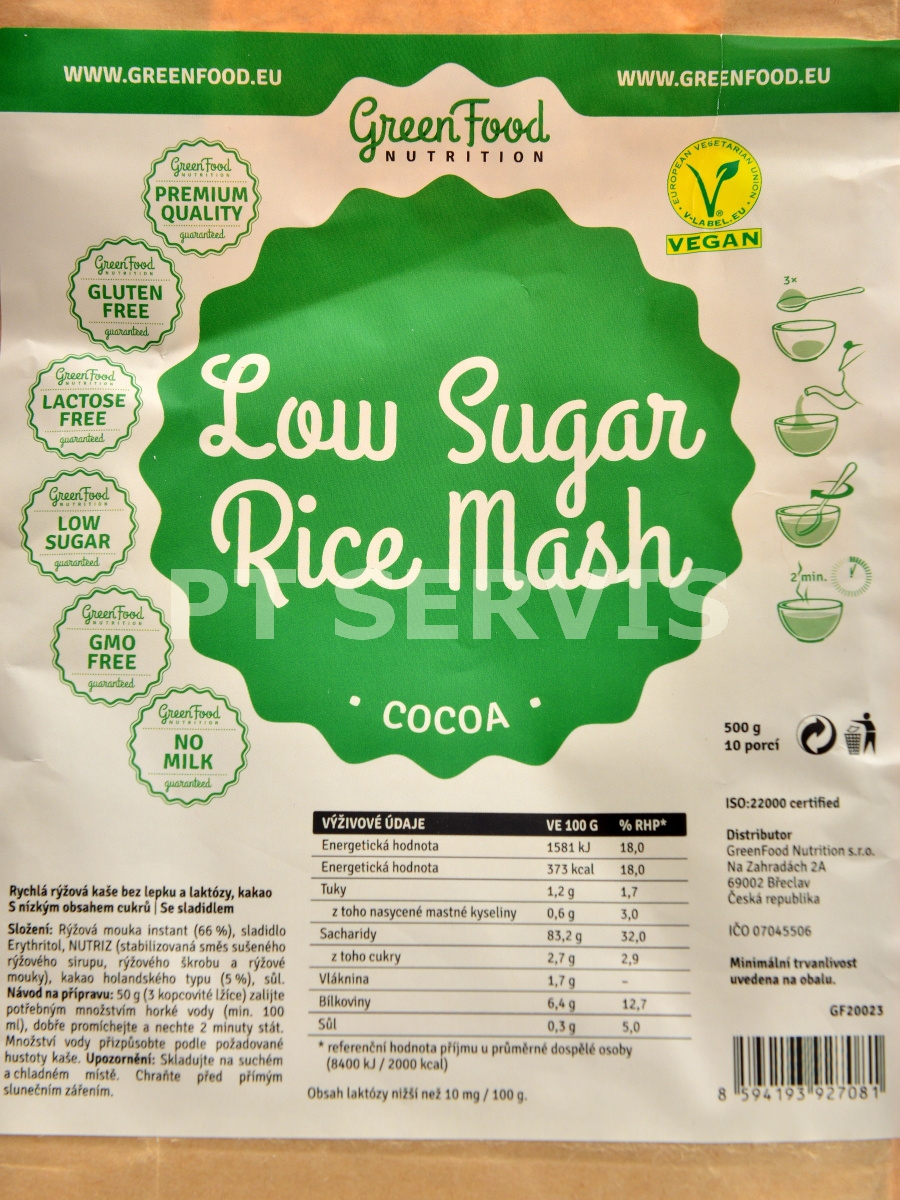 WWW.GREENFOOD.EU
WWW.GREENFOOD.EU
GreenFood
NUTRITION
EUROPEAN VEGETARIAN UNION
V-LABEL.EU
VEGAN
GreenFood
NUTRITION
PREMIUM
QUALITY
guaranteed
GreenFood
NUTRITION
GLUTEN
FREE
guaranteed
GreenFood
NUTRITION
LACTOSE
FREE
guaranteed
GreenFood
NUTRITION
LOW
SUGAR
guaranteed
GreenFood
NUTRITION
GMO
FREE
guaranteed
GreenFood
NUTRITION
NO
MILK
guaranteed
Low Sugar
Rice Mash
PT SERVIS
• COCOA •
3×
2 min.
500 g
10 porcí
ISO:22000 certified
Distributor
GreenFood Nutrition s.r.o.
Na Zahradách 2A
69002 Břeclav
Česká republika
IČO 07045506
Minimální trvanlivost
uvedena na obalu.
GF20023
8 594193 927081
VÝŽIVOVÉ ÚDAJE VE 100 G % RHP*
Energetická hodnota 1581 kJ 18,0
Energetická hodnota 373 kcal 18,0
Tuky 1,2 g 1,7
z toho nasycené mastné kyseliny 0,6 g 3,0
Sacharidy 83,2 g 32,0
z toho cukry 2,7 g 2,9
Vláknina 1,7 g –
Bílkoviny 6,4 g 12,7
Sůl 0,3 g 5,0
* referenční hodnota příjmu u průměrné dospělé osoby
(8400 kJ / 2000 kcal)
Obsah laktózy nižší než 10 mg / 100 g.
Rychlá rýžová kaše bez lepku a laktózy, kakao
S nízkým obsahem cukrů | Se sladidlem
Složení: Rýžová mouka instant (66 %), sladidlo
Erythritol, NUTRIZ (stabilizovaná směs sušeného
rýžového sirupu, rýžového škrobu a rýžové
mouky), kakao holandského typu (5 %), sůl.
Návod na přípravu: 50 g (3 kopcovité lžíce) zalijte
potřebným množstvím horké vody (min. 100
ml), dobře promíchejte a nechte 2 minuty stát.
Množství vody přizpůsobte podle požadované
hustoty kaše. Upozornění: Skladujte na suchém
a chladném místě. Chraňte před přímým
slunečním zářením.